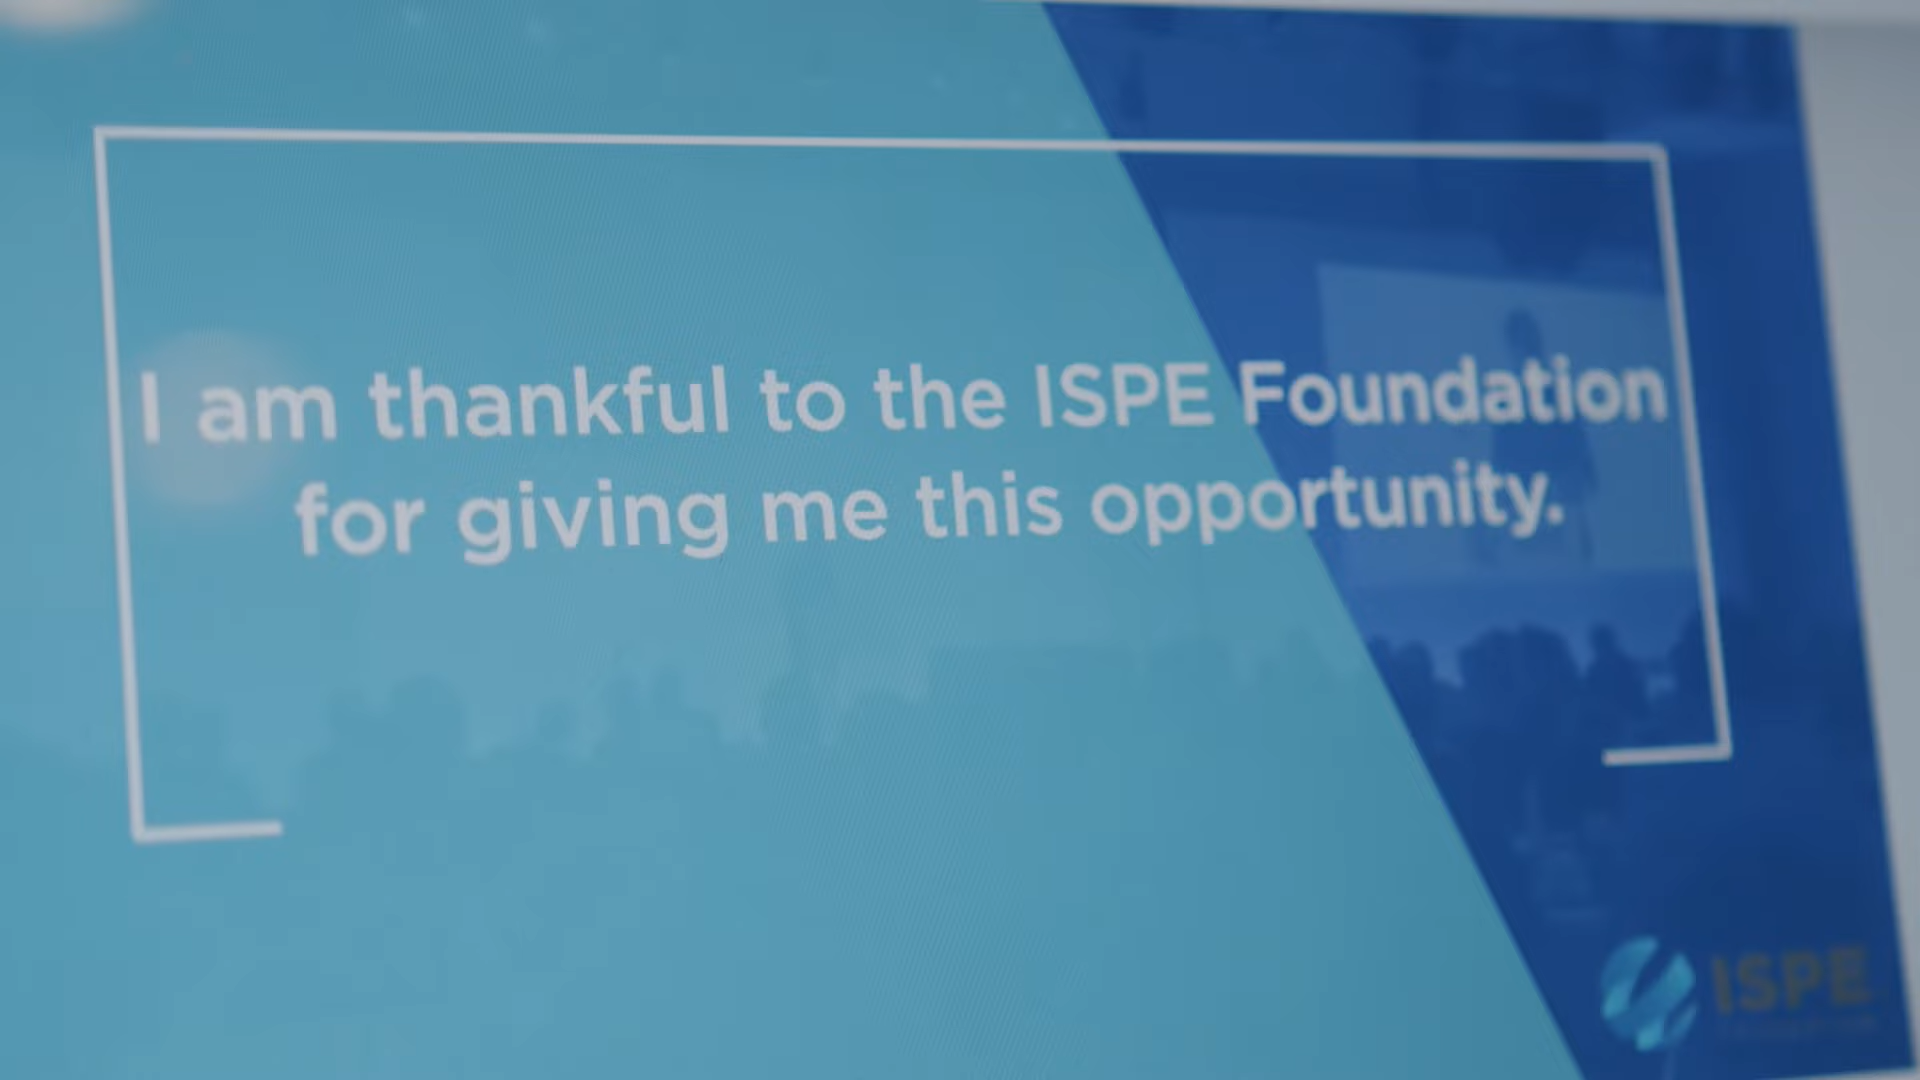 I am thankful to the ISPE Foundation
for giving me this opportunity.
ISPE